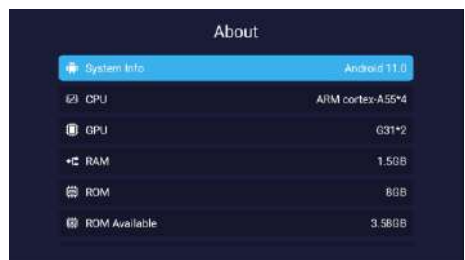 About
System Info Android 11.0
CPU ARM cortex-A55*4
GPU G31*2
RAM 1.5GB
ROM 8GB
ROM Available 3.58GB